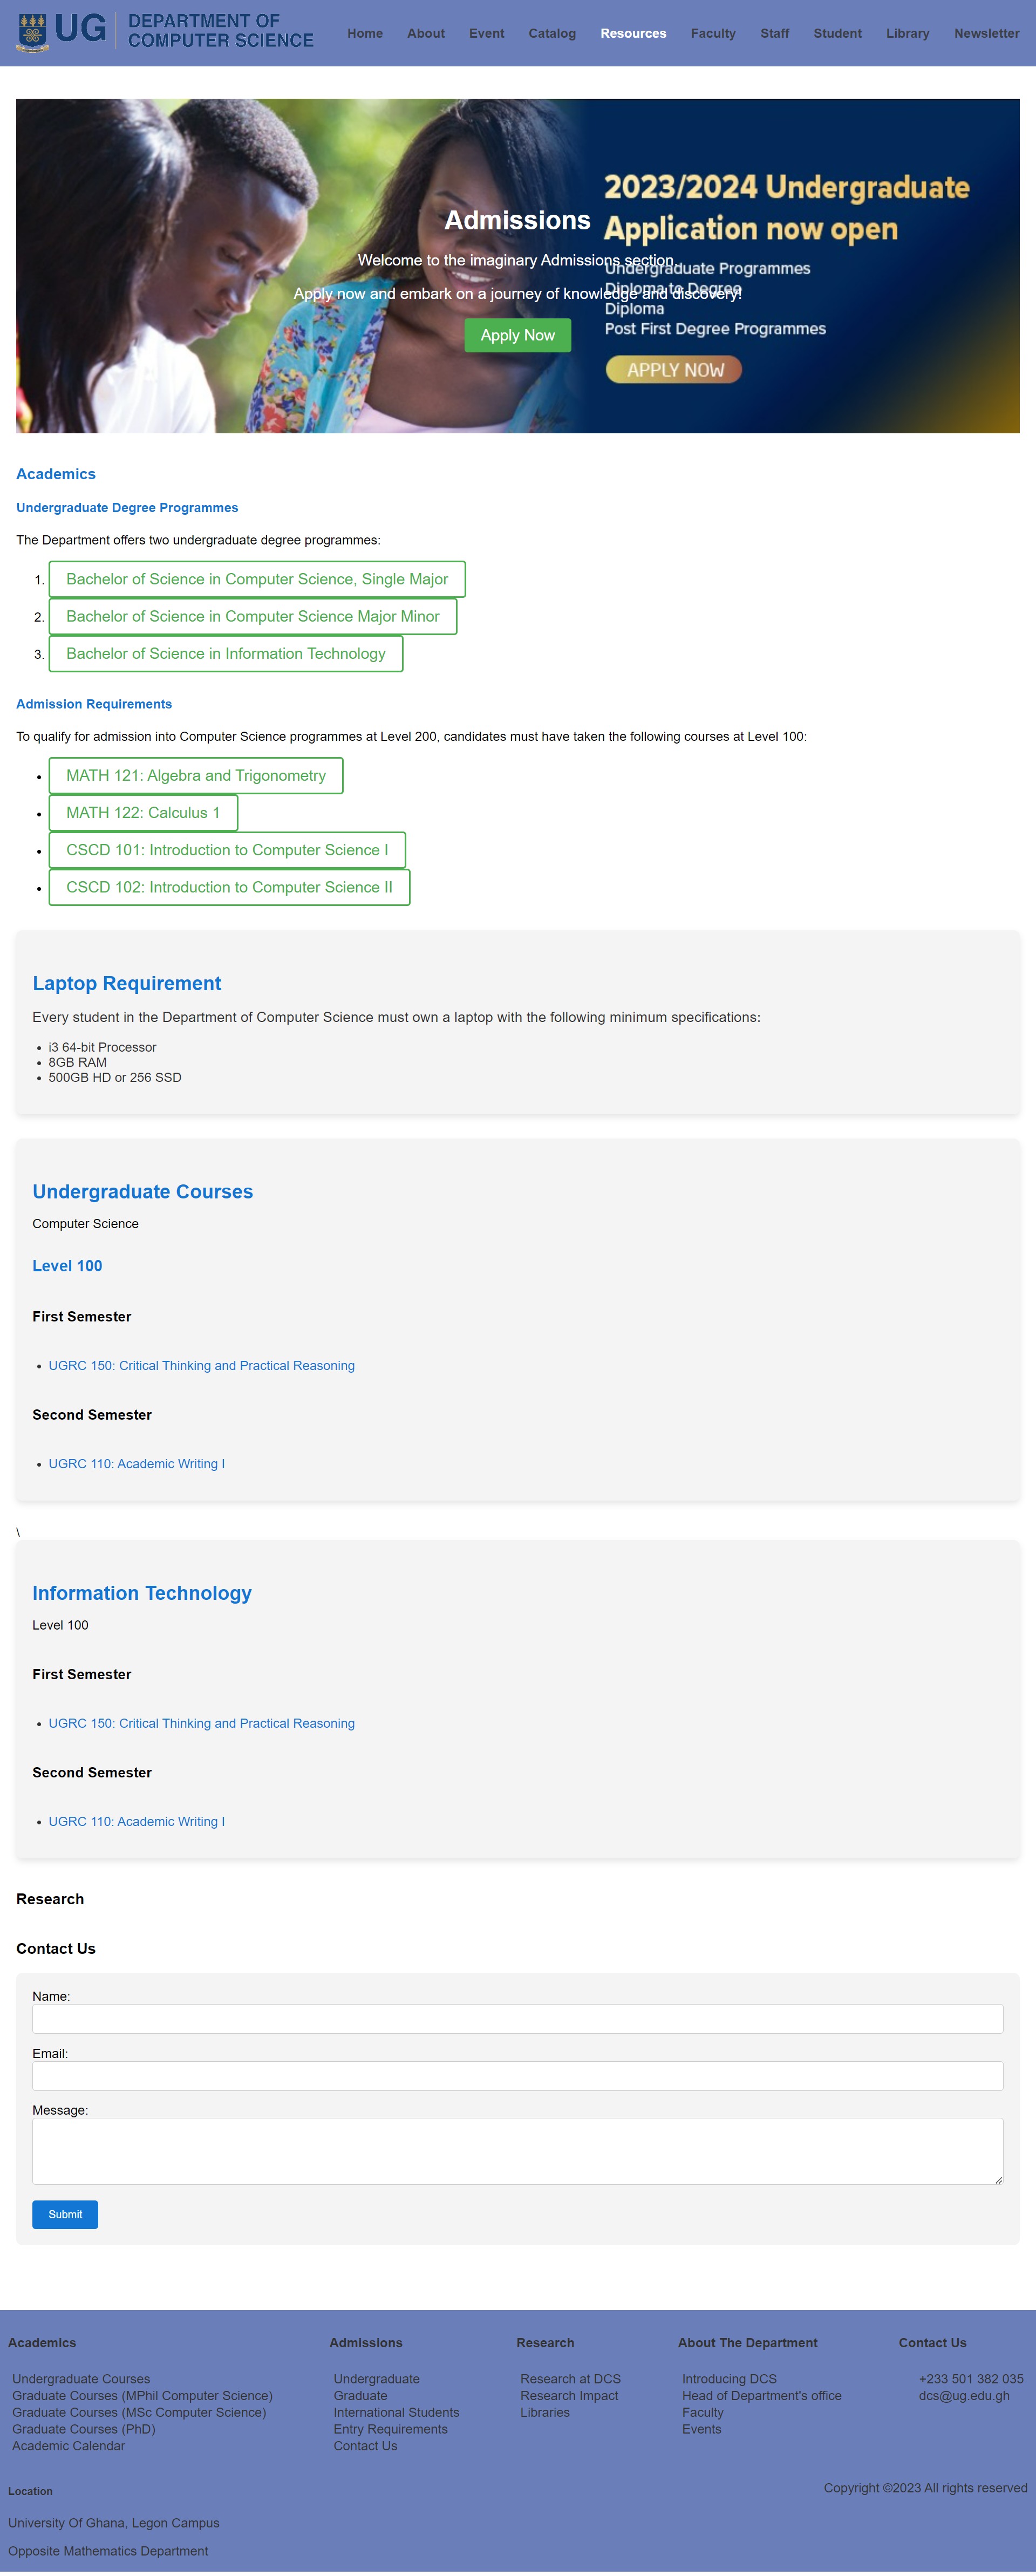 UG DEPARTMENT OF
COMPUTER SCIENCE
Home About Event Catalog Resources Faculty Staff Student Library Newsletter
2023/2024 Undergraduate
Application now open
Undergraduate Programmes
Diploma to Degree
Diploma
Post First Degree Programmes
APPLY NOW
Admissions
Welcome to the imaginary Admissions section.
Apply now and embark on a journey of knowledge and discovery!
Apply Now
Academics
Undergraduate Degree Programmes
The Department offers two undergraduate degree programmes:
1. Bachelor of Science in Computer Science, Single Major
2. Bachelor of Science in Computer Science Major Minor
3. Bachelor of Science in Information Technology
Admission Requirements
To qualify for admission into Computer Science programmes at Level 200, candidates must have taken the following courses at Level 100:
• MATH 121: Algebra and Trigonometry
• MATH 122: Calculus 1
• CSCD 101: Introduction to Computer Science I
• CSCD 102: Introduction to Computer Science II
Laptop Requirement
Every student in the Department of Computer Science must own a laptop with the following minimum specifications:
• i3 64-bit Processor
• 8GB RAM
• 500GB HD or 256 SSD
Undergraduate Courses
Computer Science
Level 100
First Semester
• UGRC 150: Critical Thinking and Practical Reasoning
Second Semester
• UGRC 110: Academic Writing I
\
Information Technology
Level 100
First Semester
• UGRC 150: Critical Thinking and Practical Reasoning
Second Semester
• UGRC 110: Academic Writing I
Research
Contact Us
Name:
Email:
Message:
Submit
Academics
Undergraduate Courses
Graduate Courses (MPhil Computer Science)
Graduate Courses (MSc Computer Science)
Graduate Courses (PhD)
Academic Calendar
Admissions
Undergraduate
Graduate
International Students
Entry Requirements
Contact Us
Research
Research at DCS
Research Impact
Libraries
About The Department
Introducing DCS
Head of Department's office
Faculty
Events
Contact Us
+233 501 382 035
dcs@ug.edu.gh
Location
University Of Ghana, Legon Campus
Opposite Mathematics Department
Copyright ©2023 All rights reserved